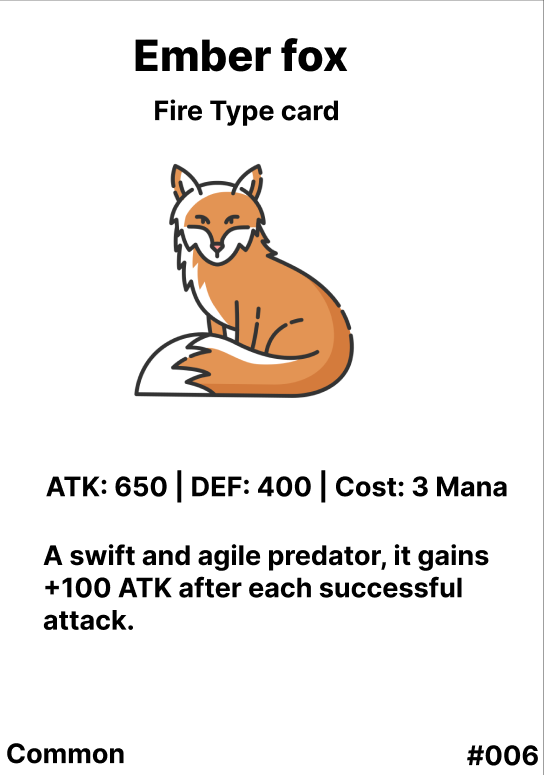 Ember fox
Fire Type card
ATK: 650 | DEF: 400 | Cost: 3 Mana
A swift and agile predator, it gains
+100 ATK after each successful
attack.
Common
#006